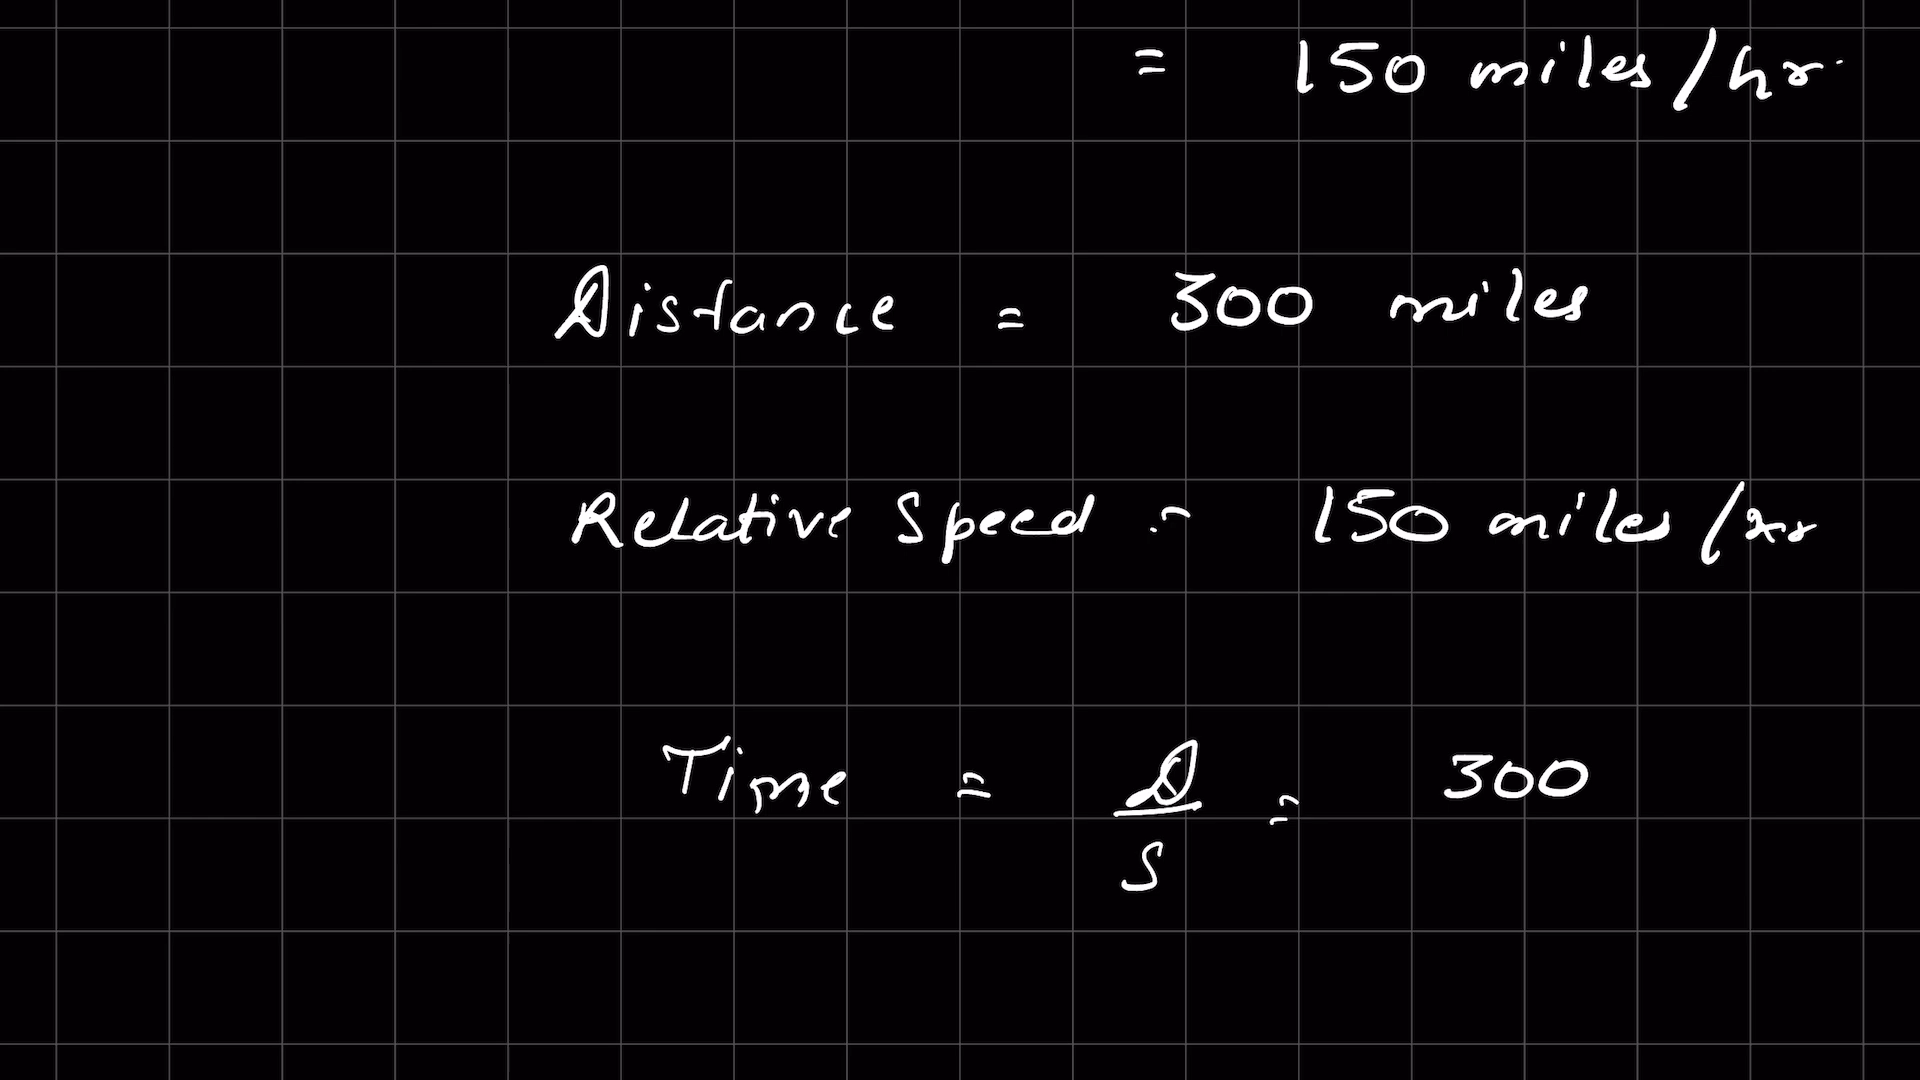 = 150 miles/hr.
Distance = 300 miles
Relative Speed = 150 miles/hr
Time = D/S = 300